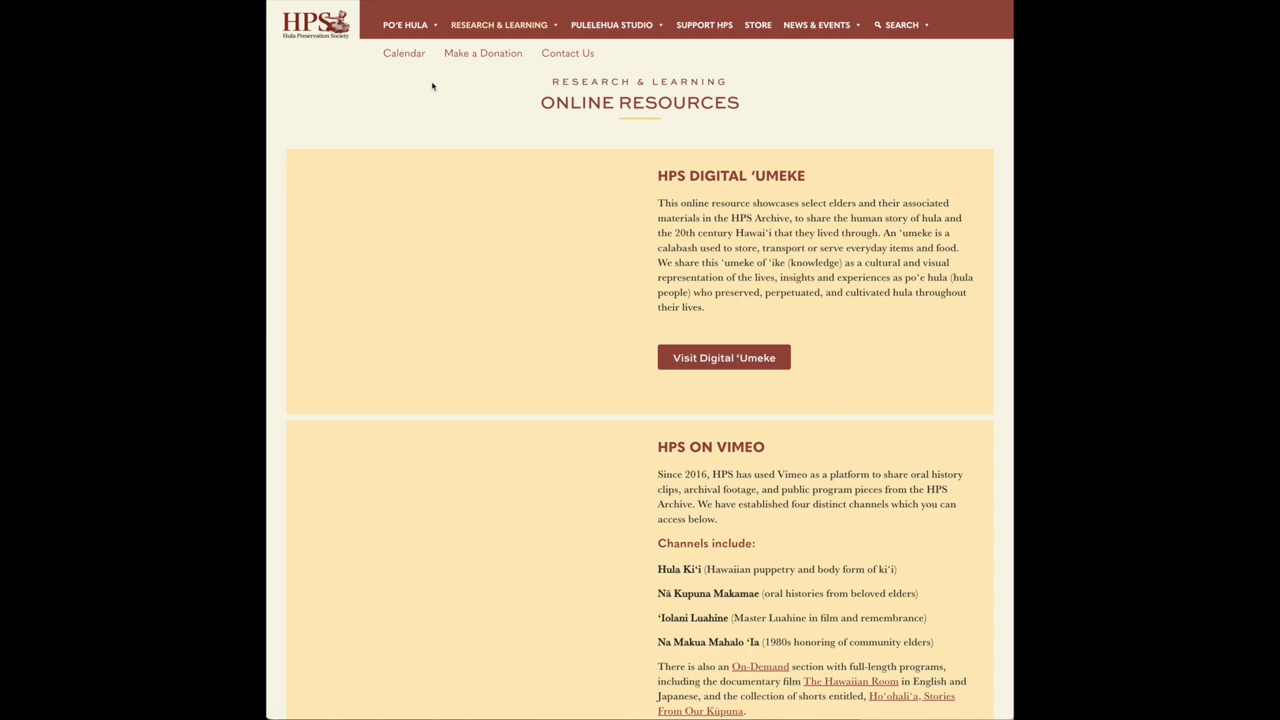 HPS
Hula Preservation Society
PO‘E HULA
RESEARCH & LEARNING
PULELEHUA STUDIO
SUPPORT HPS
STORE
NEWS & EVENTS
SEARCH
Calendar
Make a Donation
Contact Us
RESEARCH & LEARNING
ONLINE RESOURCES
HPS DIGITAL ‘UMEKE
This online resource showcases select elders and their associated
materials in the HPS Archive, to share the human story of hula and
the 20th century Hawai‘i that they lived through. An ‘umeke is a
calabash used to store, transport or serve everyday items and food.
We share this ‘umeke of ‘ike (knowledge) as a cultural and visual
representation of the lives, insights and experiences as po‘e hula (hula
people) who preserved, perpetuated, and cultivated hula throughout
their lives.
Visit Digital ‘Umeke
HPS ON VIMEO
Since 2016, HPS has used Vimeo as a platform to share oral history
clips, archival footage, and public program pieces from the HPS
Archive. We have established four distinct channels which you can
access below.
Channels include:
Hula Ki‘i (Hawaiian puppetry and body form of ki‘i)
Nā Kupuna Makamae (oral histories from beloved elders)
‘Iolani Luahine (Master Luahine in film and remembrance)
Na Makua Mahalo ‘Ia (1980s honoring of community elders)
There is also an On-Demand section with full-length programs,
including the documentary film The Hawaiian Room in English and
Japanese, and the collection of shorts entitled, Ho‘ohali‘a, Stories
From Our Kūpuna.